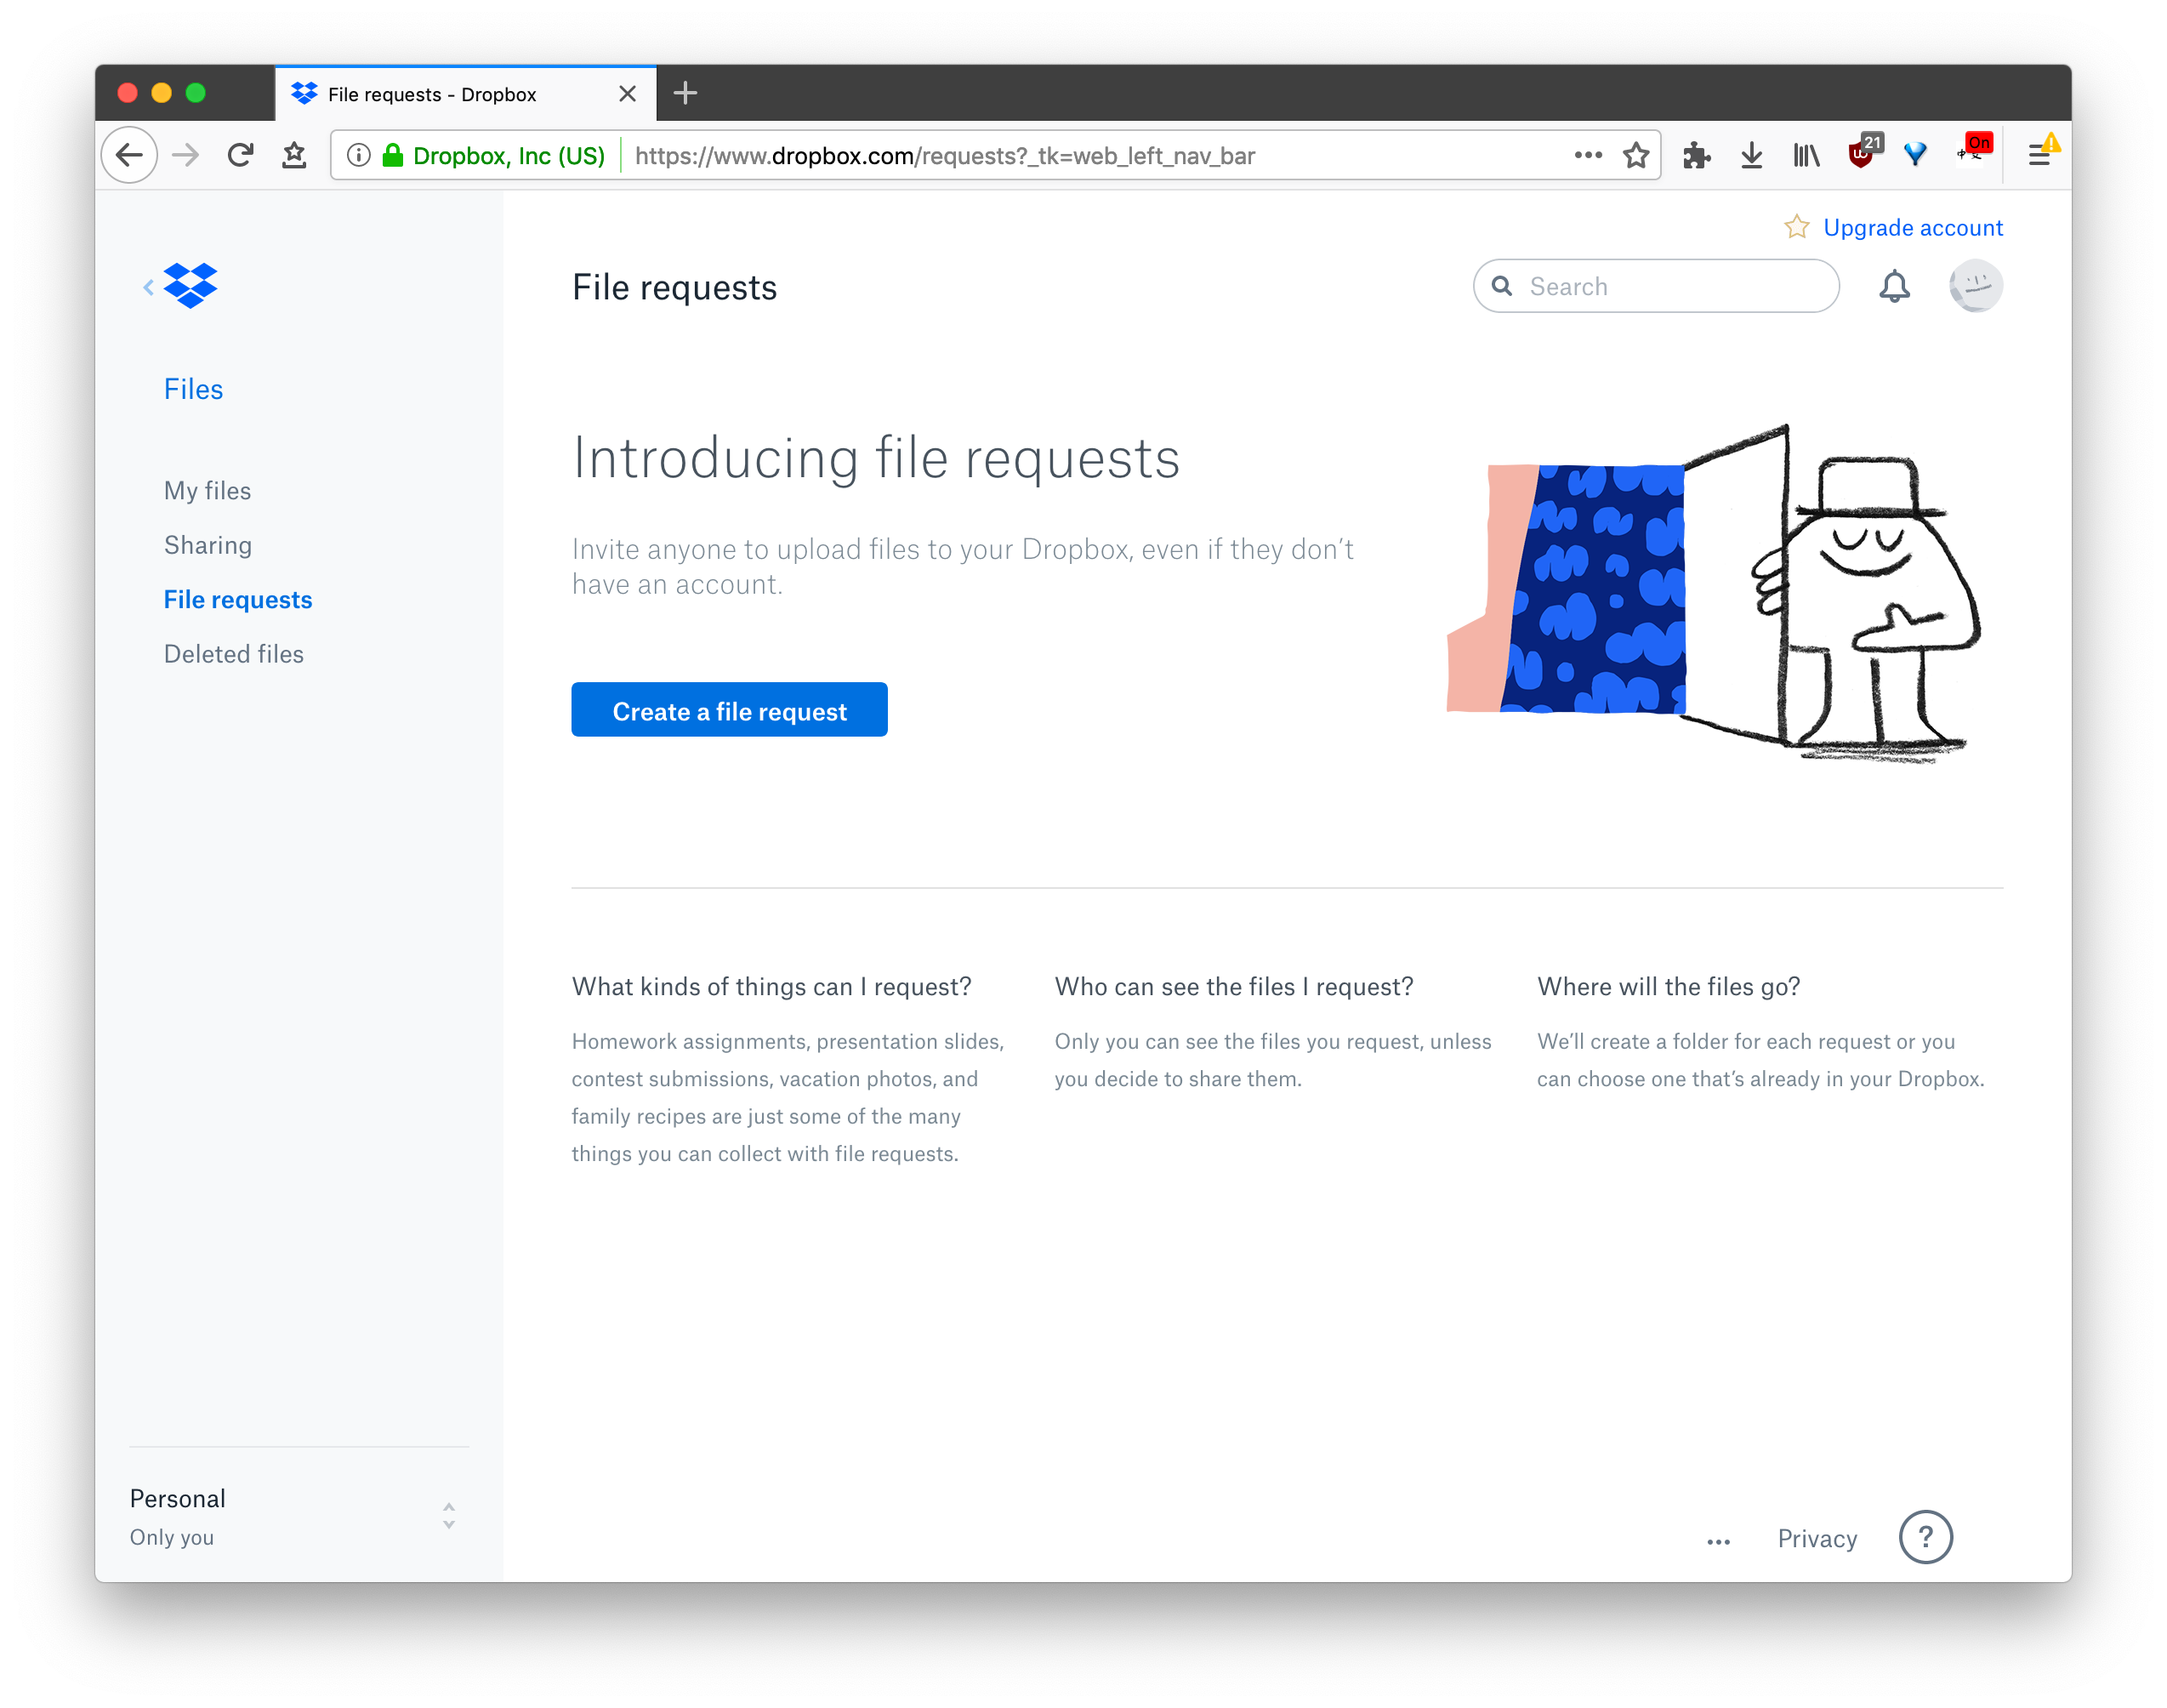 File requests - Dropbox
Dropbox, Inc (US) https://www.dropbox.com/requests?_tk=web_left_nav_bar
21
On
Upgrade account
File requests
Search
Files
My files
Sharing
File requests
Deleted files
Introducing file requests
Invite anyone to upload files to your Dropbox, even if they don’t
have an account.
Create a file request
What kinds of things can I request?
Homework assignments, presentation slides,
contest submissions, vacation photos, and
family recipes are just some of the many
things you can collect with file requests.
Who can see the files I request?
Only you can see the files you request, unless
you decide to share them.
Where will the files go?
We’ll create a folder for each request or you
can choose one that’s already in your Dropbox.
Personal
Only you
... Privacy ?